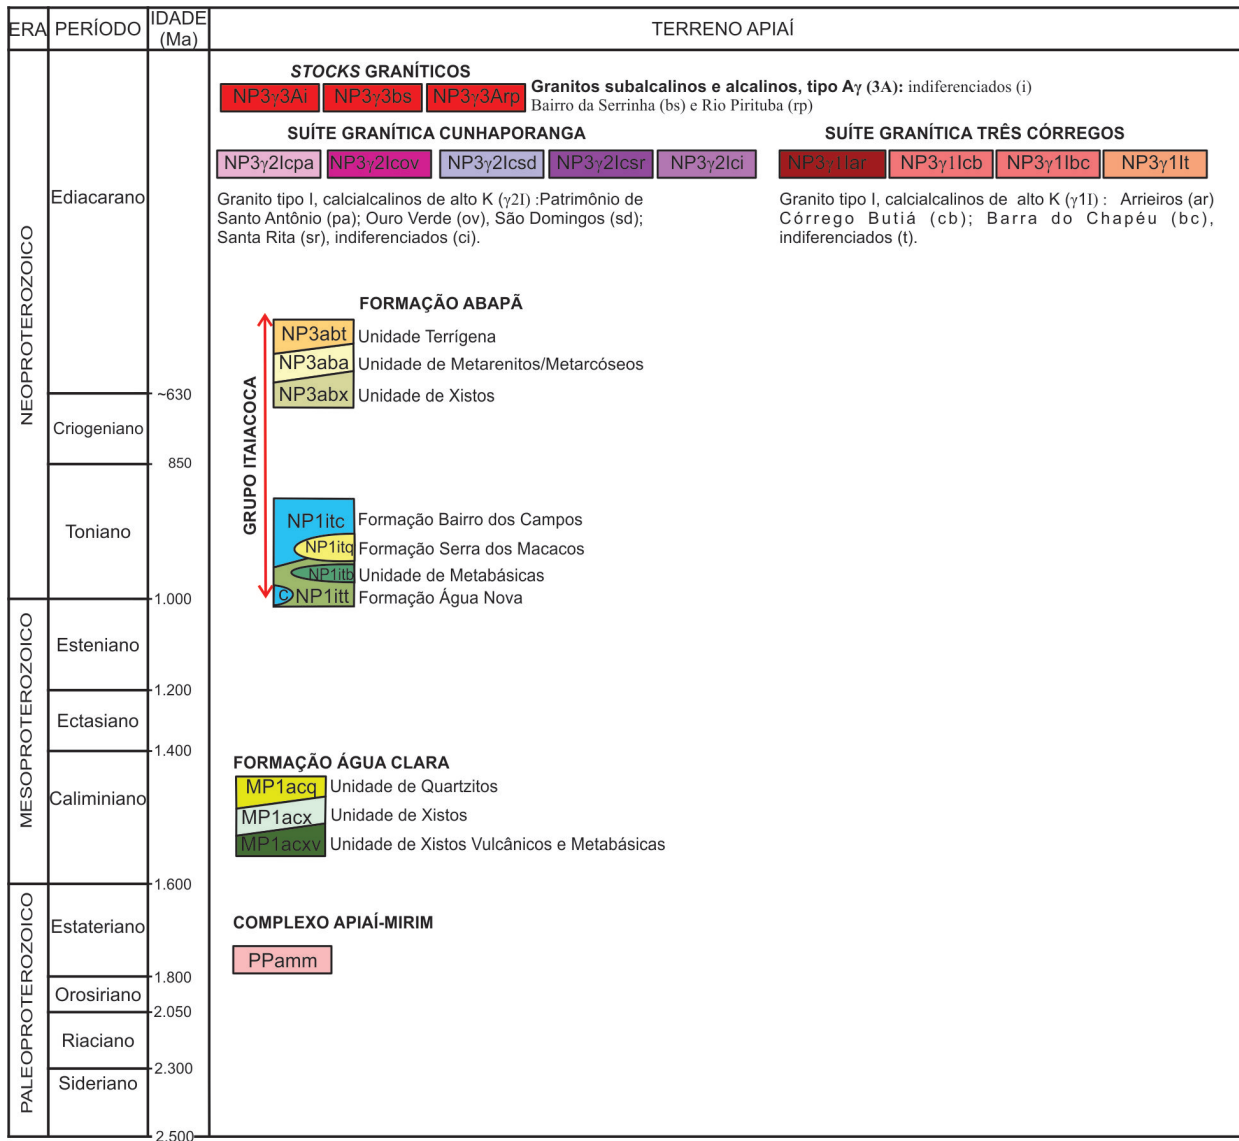 ERA PERÍODO IDADE (Ma) TERRENO APIAÍ
STOCKS GRANÍTICOS
NP3γ3Ai NP3γ3bs NP3γ3Arp
Granitos subalcalinos e alcalinos, tipo Aγ (3A): indiferenciados (i)
Bairro da Serrinha (bs) e Rio Pirituba (rp)
SUÍTE GRANÍTICA CUNHAPORANGA
NP3γ2Icpa NP3γ2Icov NP3γ2Icsd NP3γ2Icsr NP3γ2Ici
Granito tipo I, calcialcalinos de alto K (γ2I) :Patrimônio de
Santo Antônio (pa); Ouro Verde (ov), São Domingos (sd);
Santa Rita (sr), indiferenciados (ci).
SUÍTE GRANÍTICA TRÊS CÓRREGOS
NP3γ1Iar NP3γ1Icb NP3γ1Ibc NP3γ1It
Granito tipo I, calcialcalinos de alto K (γ1I) : Arrieiros (ar)
Córrego Butiá (cb); Barra do Chapéu (bc),
indiferenciados (t).
NEOPROTEROZOICO
Ediacarano
~630
Criogeniano
850
Toniano
1.000
GRUPO ITAIACOCA
FORMAÇÃO ABAPÃ
NP3abt Unidade Terrígena
NP3aba Unidade de Metarenitos/Metarcóseos
NP3abx Unidade de Xistos
NP1itc Formação Bairro dos Campos
NP1itq Formação Serra dos Macacos
NP1itb Unidade de Metabásicas
C NP1itt Formação Água Nova
MESOPROTEROZOICO
Esteniano
1.200
Ectasiano
1.400
Caliminiano
1.600
FORMAÇÃO ÁGUA CLARA
MP1acq Unidade de Quartzitos
MP1acx Unidade de Xistos
MP1acxv Unidade de Xistos Vulcânicos e Metabásicas
PALEOPROTEROZOICO
Estateriano
1.800
Orosiriano
2.050
Riaciano
2.300
Sideriano
2.500
COMPLEXO APIAÍ-MIRIM
PPamm